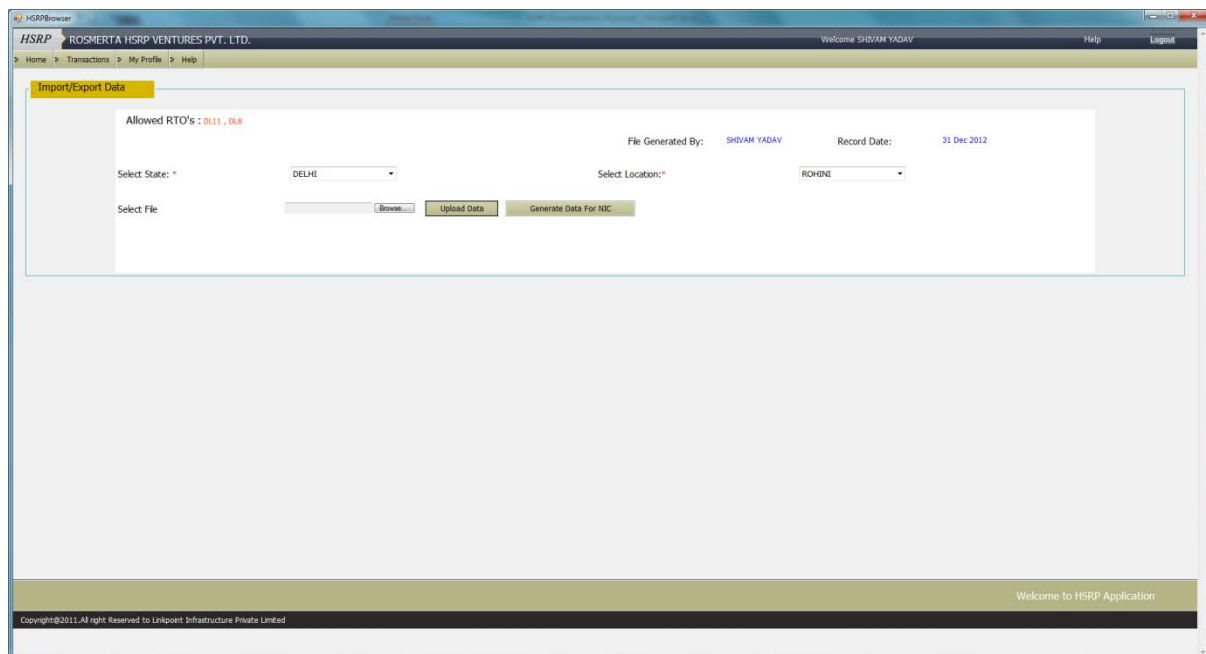 HSRPBrowser
HSRP ROSMERTA HSRP VENTURES PVT. LTD. Welcome SHIVAM YADAV Help Logout
Home Transactions My Profile Help
Import/Export Data
Allowed RTO's : DL11 , DL8
File Generated By: SHIVAM YADAV Record Date: 31 Dec 2012
Select State: * DELHI Select Location:* ROHINI
Select File Browse... Upload Data Generate Data For NIC
Welcome to HSRP Application
Copyright@2011.All right Reserved to Linkpoint Infrastructure Private Limited